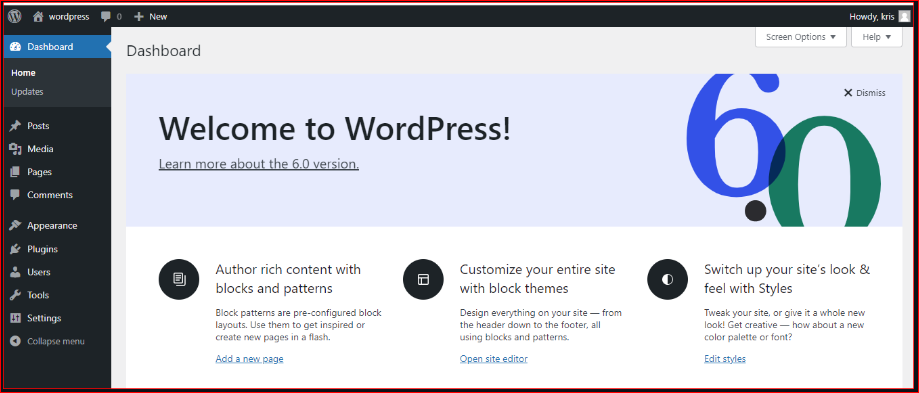 wordpress 0 New Howdy, kris
Dashboard
Home
Updates
Posts
Media
Pages
Comments
Appearance
Plugins
Users
Tools
Settings
Collapse menu
Screen Options Help
Dashboard
Dismiss
Welcome to WordPress!
Learn more about the 6.0 version.
6.0
Author rich content with
blocks and patterns
Block patterns are pre-configured block
layouts. Use them to get inspired or
create new pages in a flash.
Add a new page
Customize your entire site
with block themes
Design everything on your site — from
the header down to the footer, all
using blocks and patterns.
Open site editor
Switch up your site's look &
feel with Styles
Tweak your site, or give it a whole new
look! Get creative — how about a new
color palette or font?
Edit styles